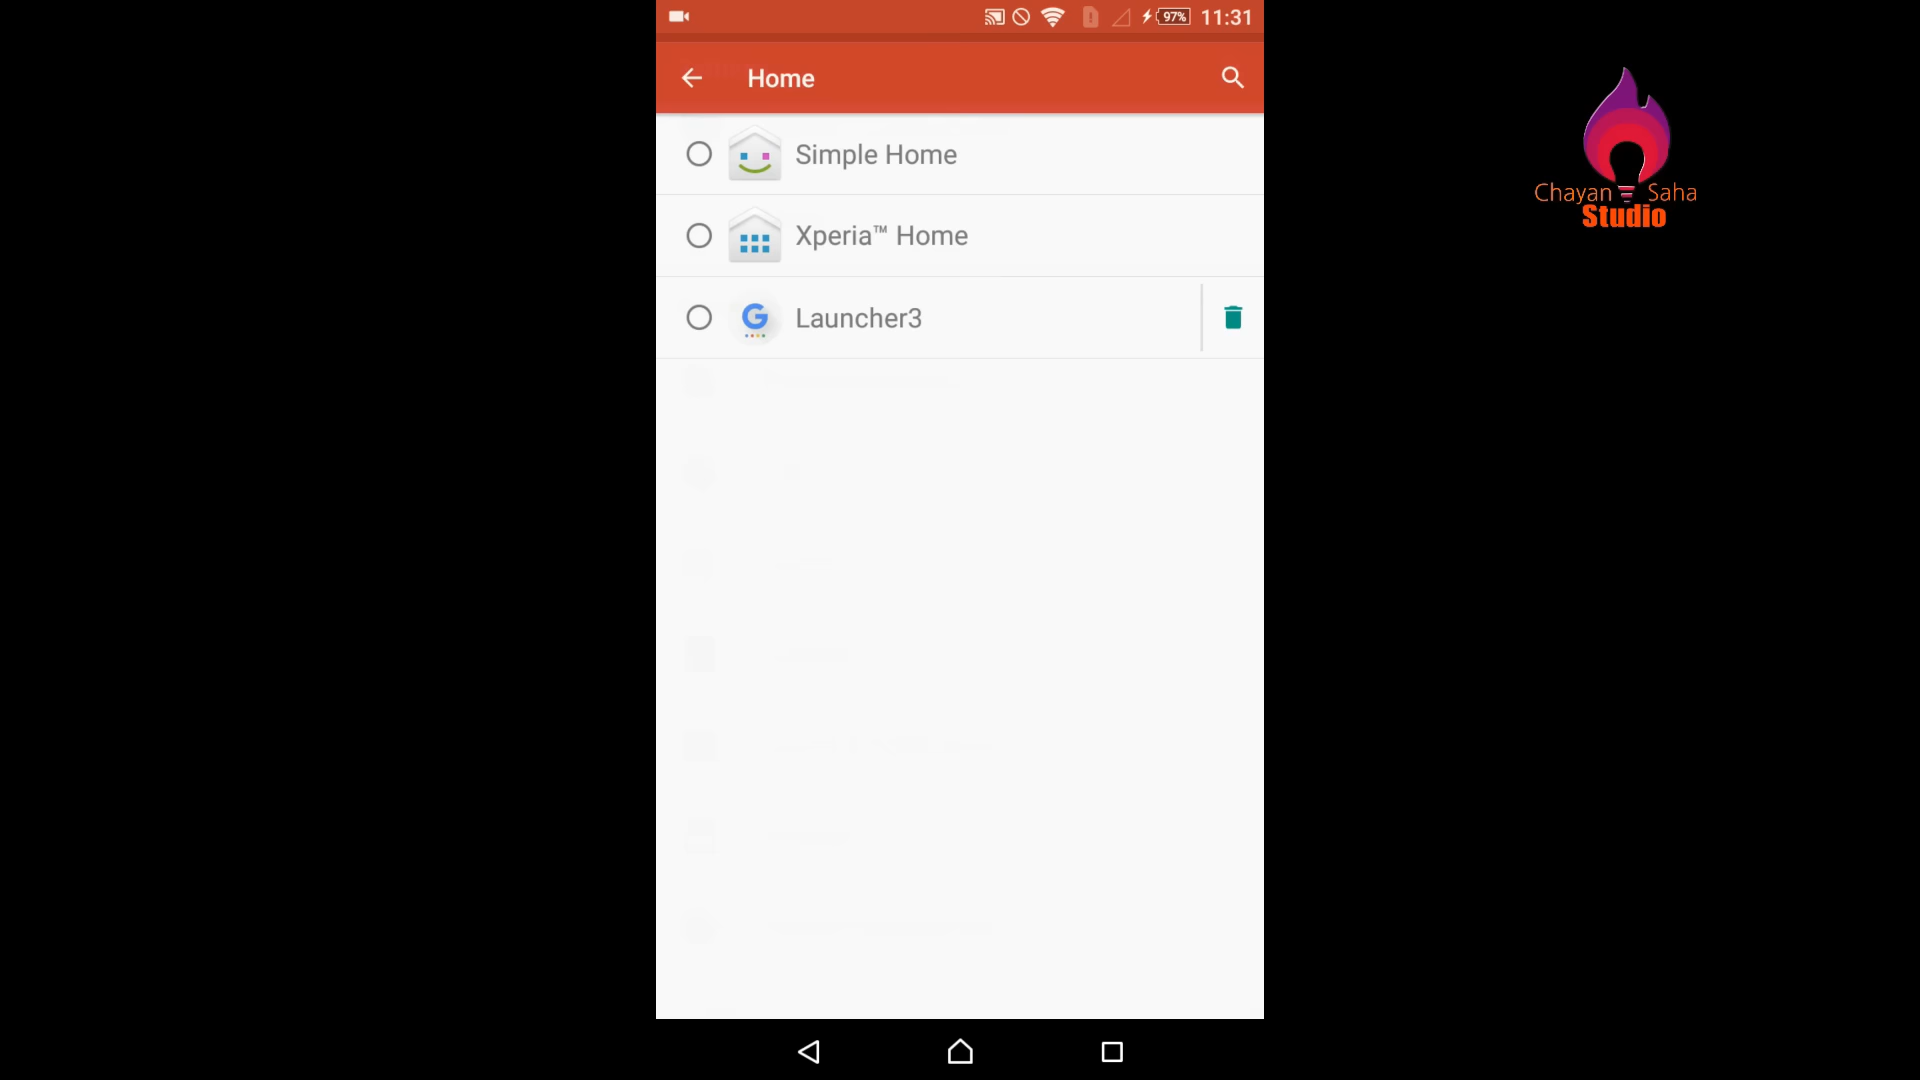 97% 11:31
Home
Simple Home
Xperia™ Home
G Launcher3
Chayan Saha
Studio